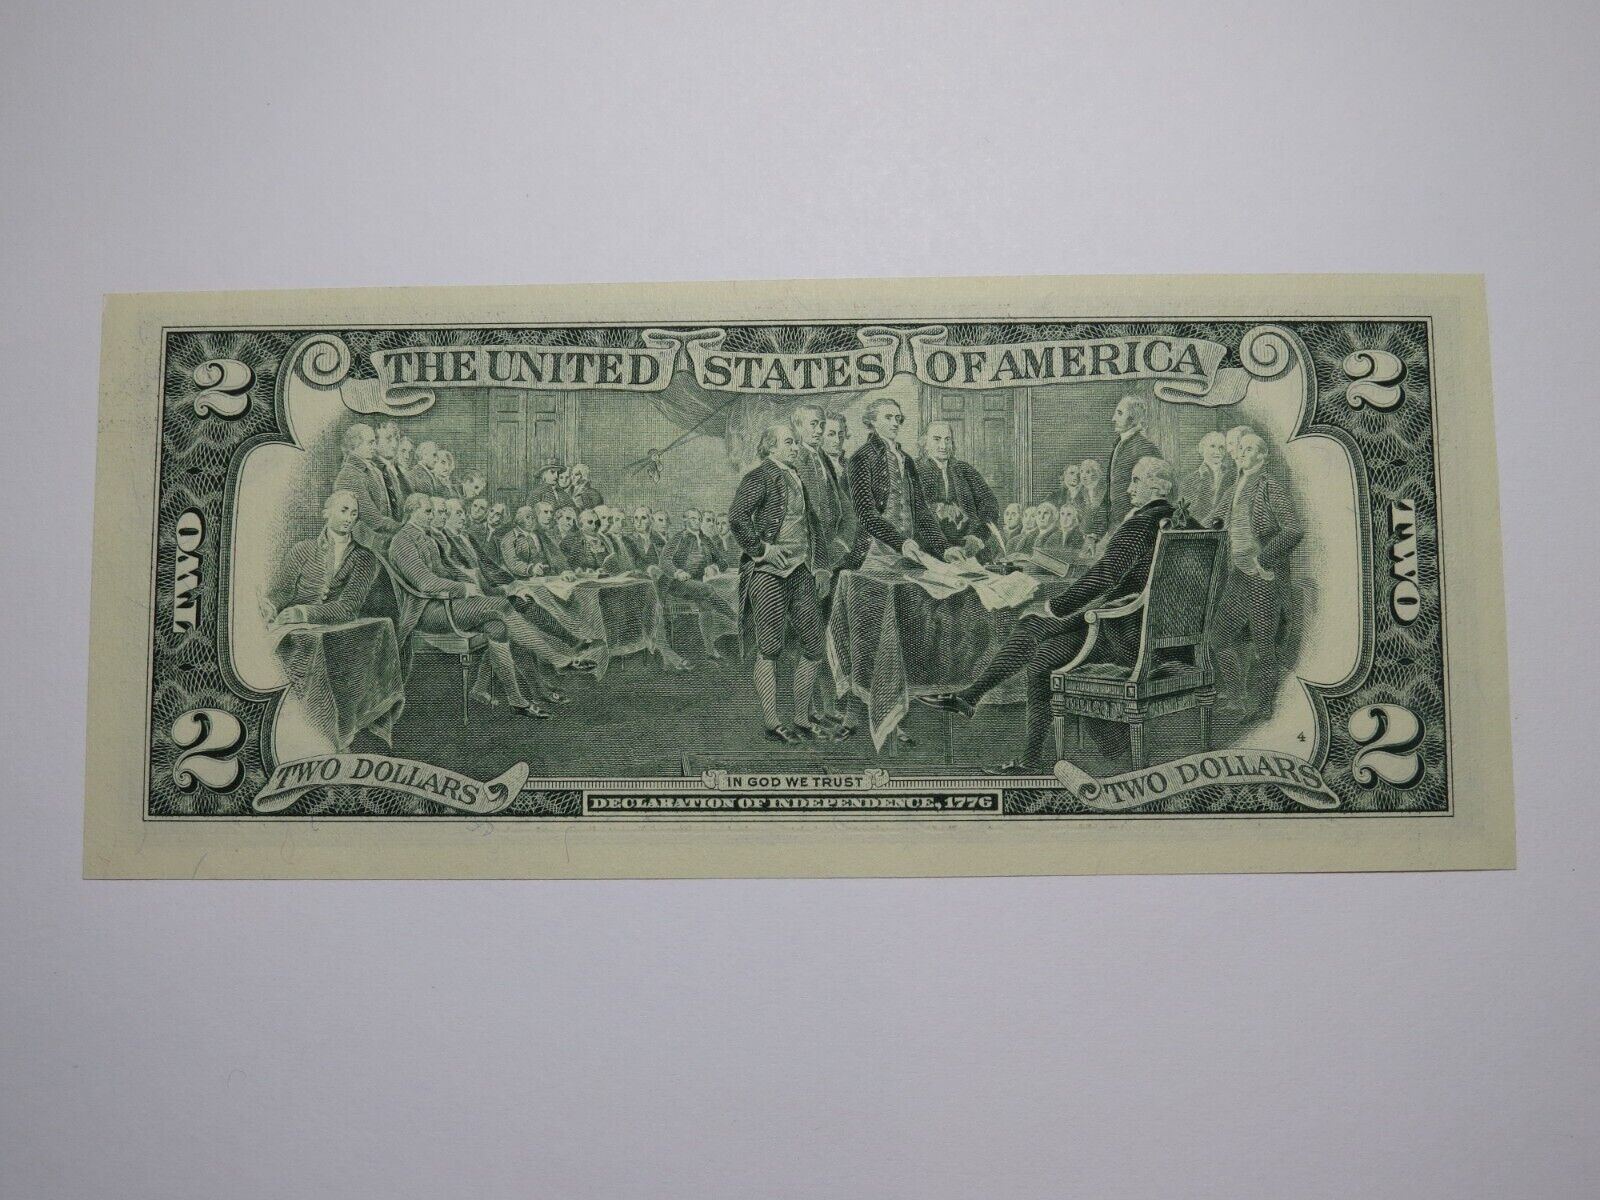 THE UNITED STATES OF AMERICA
2
2
TWO
TWO
2
2
4
TWO DOLLARS
TWO DOLLARS
IN GOD WE TRUST
DECLARATION OF INDEPENDENCE, 1776